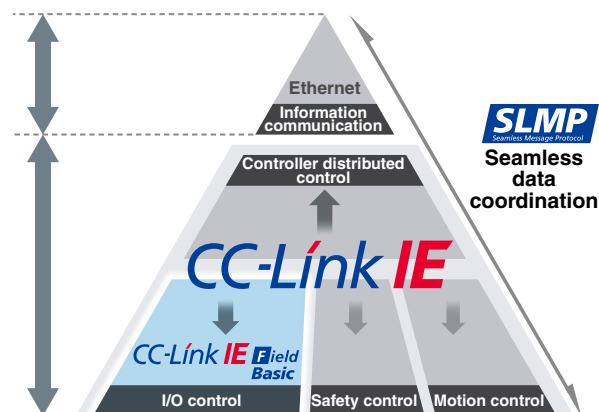 Ethernet
Information
communication
SLMP
Seamless Message Protocol
Seamless
data
coordination
Controller distributed
control
CC-Link IE
CC-Link IE Field
Basic
I/O control
Safety control
Motion control